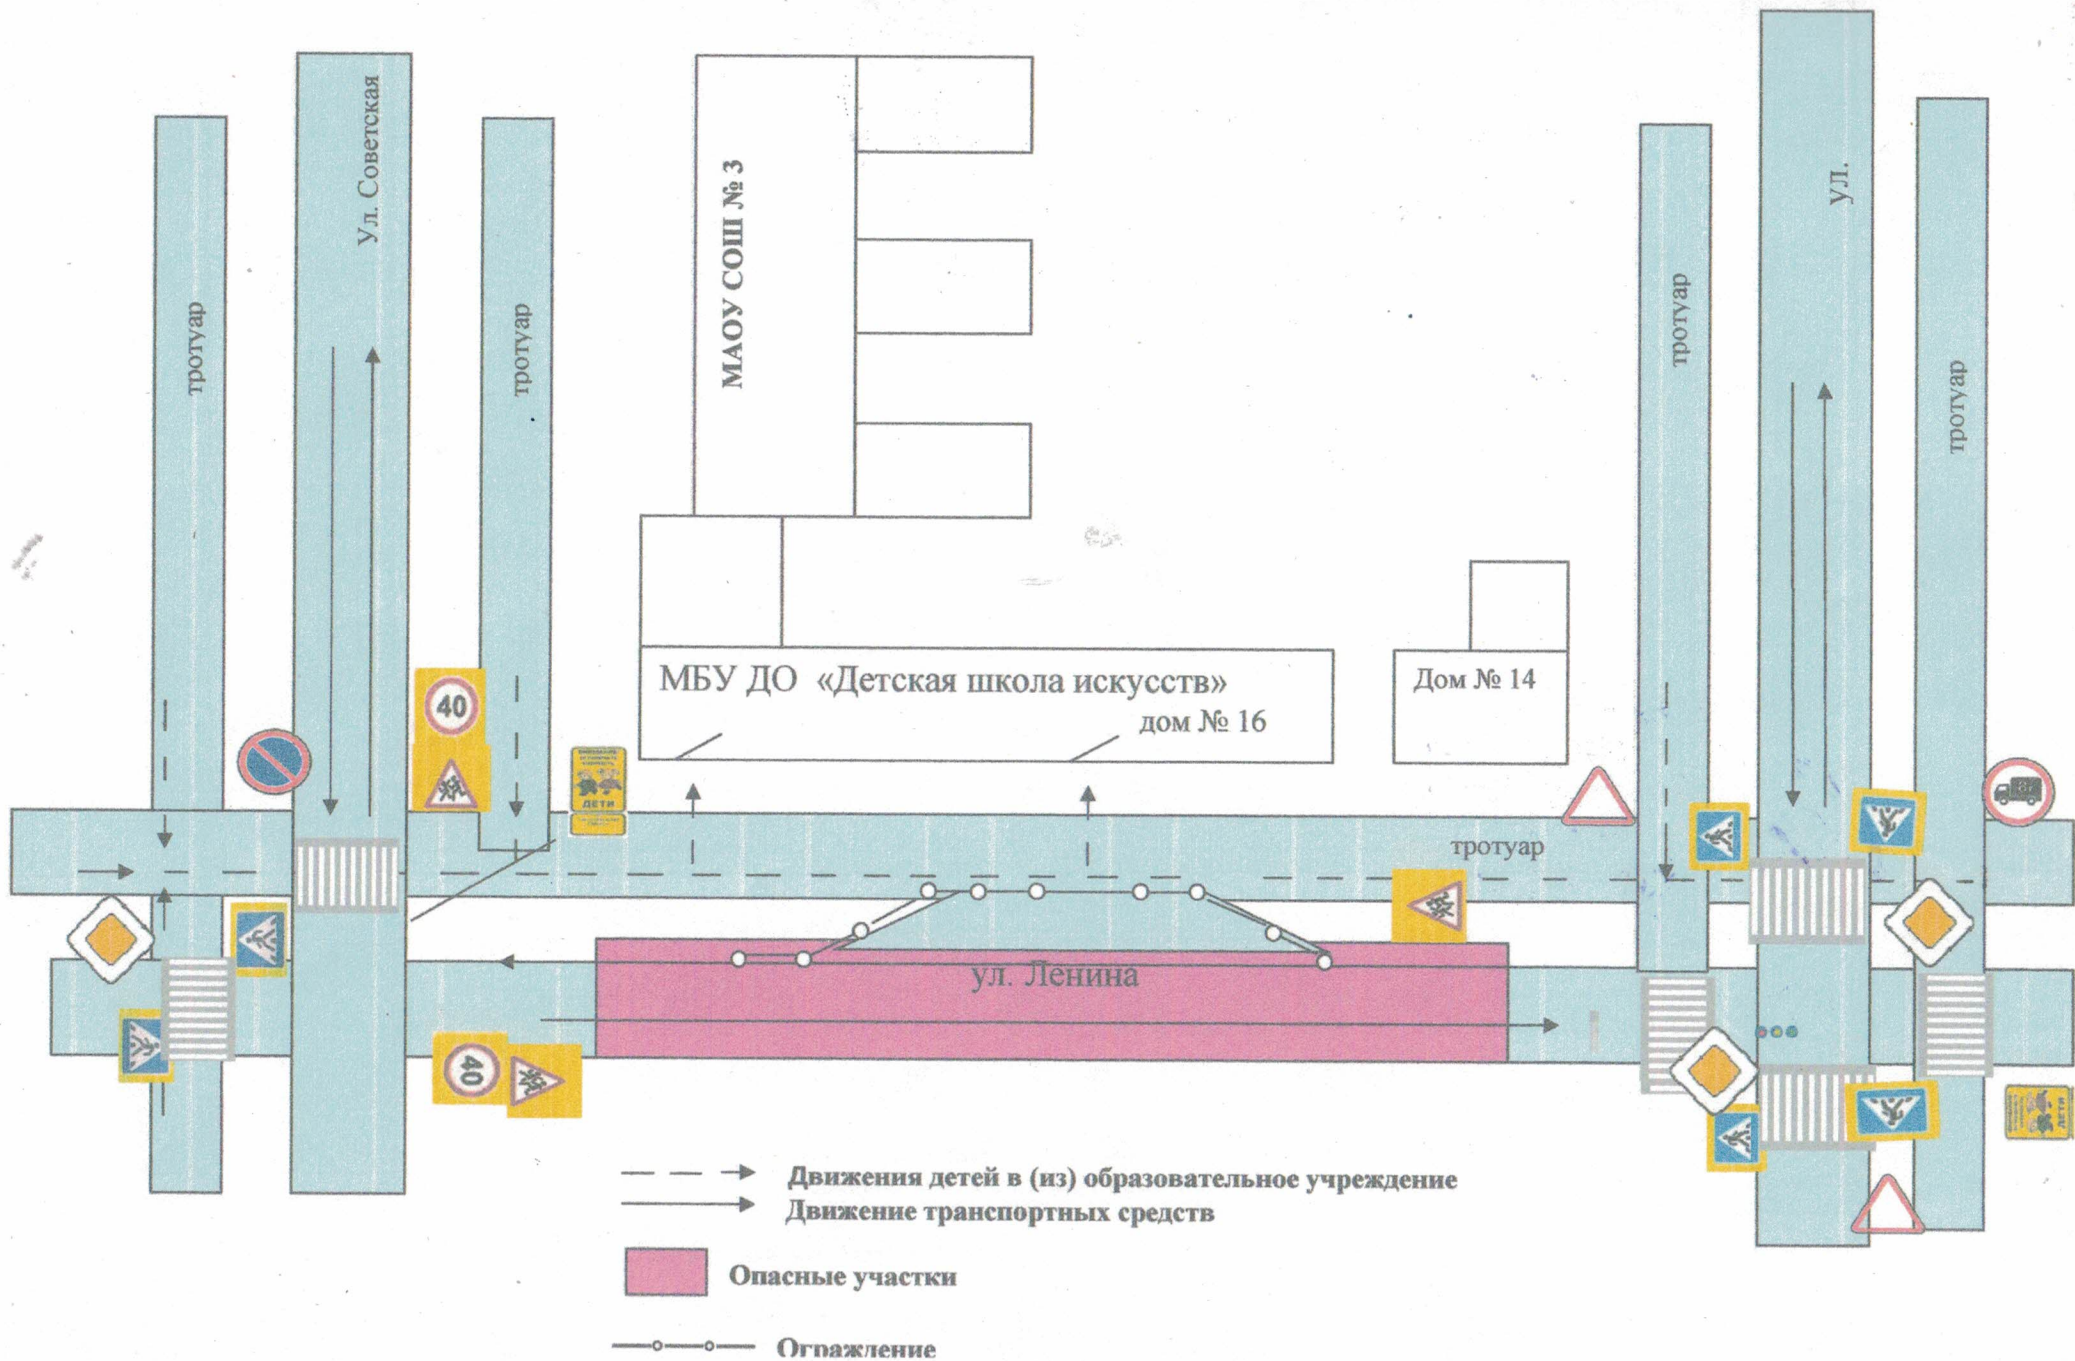 Ул. Советская
тротуар
тротуар
МАОУ СОШ № 3
тротуар
ул.
тротуар
МБУ ДО «Детская школа искусств»
дом № 16
Дом № 14
40
ДЕТИ
тротуар
ул. Ленина
40
ДЕТИ
Движения детей в (из) образовательное учреждение
Движение транспортных средств
Опасные участки
Ограждение